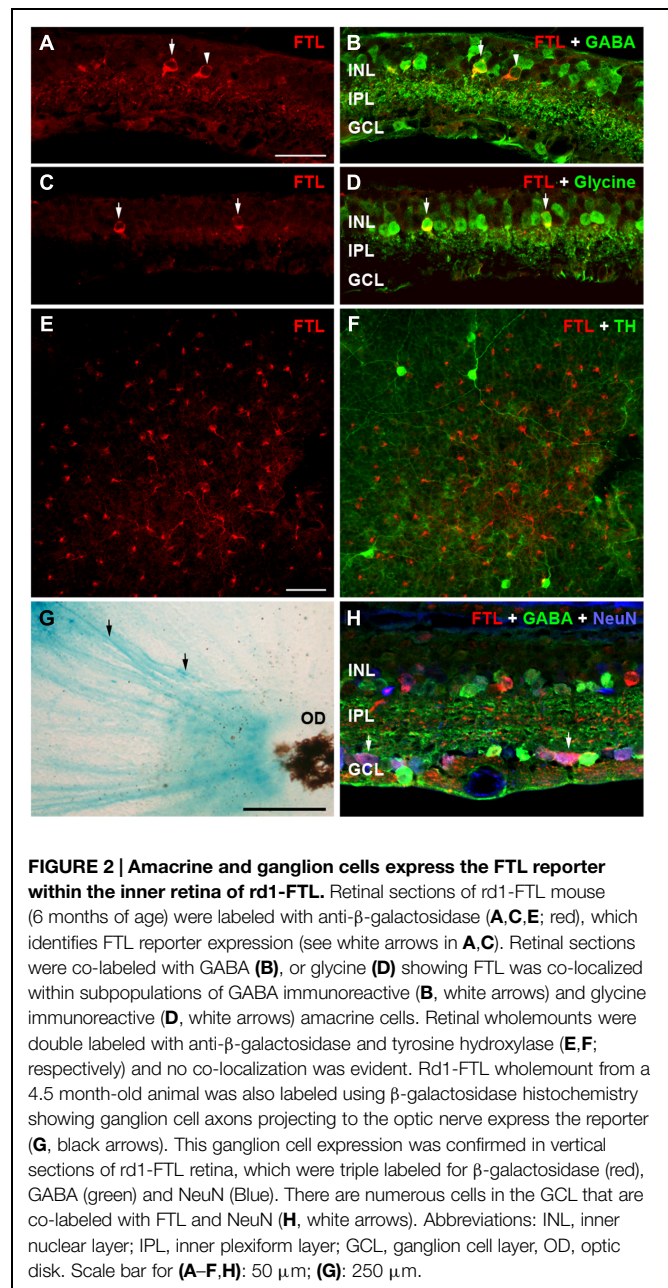 A FTL
B FTL + GABA
INL
IPL
GCL
C FTL
D FTL + Glycine
INL
IPL
GCL
E FTL
F FTL + TH
G
OD
H FTL + GABA + NeuN
INL
IPL
GCL
FIGURE 2 | Amacrine and ganglion cells express the FTL reporter
within the inner retina of rd1-FTL. Retinal sections of rd1-FTL mouse
(6 months of age) were labeled with anti-β-galactosidase (A,C,E; red), which
identifies FTL reporter expression (see white arrows in A,C). Retinal sections
were co-labeled with GABA (B), or glycine (D) showing FTL was co-localized
within subpopulations of GABA immunoreactive (B, white arrows) and glycine
immunoreactive (D, white arrows) amacrine cells. Retinal wholemounts were
double labeled with anti-β-galactosidase and tyrosine hydroxylase (E,F;
respectively) and no co-localization was evident. Rd1-FTL wholemount from a
4.5 month-old animal was also labeled using β-galactosidase histochemistry
showing ganglion cell axons projecting to the optic nerve express the reporter
(G, black arrows). This ganglion cell expression was confirmed in vertical
sections of rd1-FTL retina, which were triple labeled for β-galactosidase (red),
GABA (green) and NeuN (Blue). There are numerous cells in the GCL that are
co-labeled with FTL and NeuN (H, white arrows). Abbreviations: INL, inner
nuclear layer; IPL, inner plexiform layer; GCL, ganglion cell layer, OD, optic
disk. Scale bar for (A–F,H): 50 μm; (G): 250 μm.